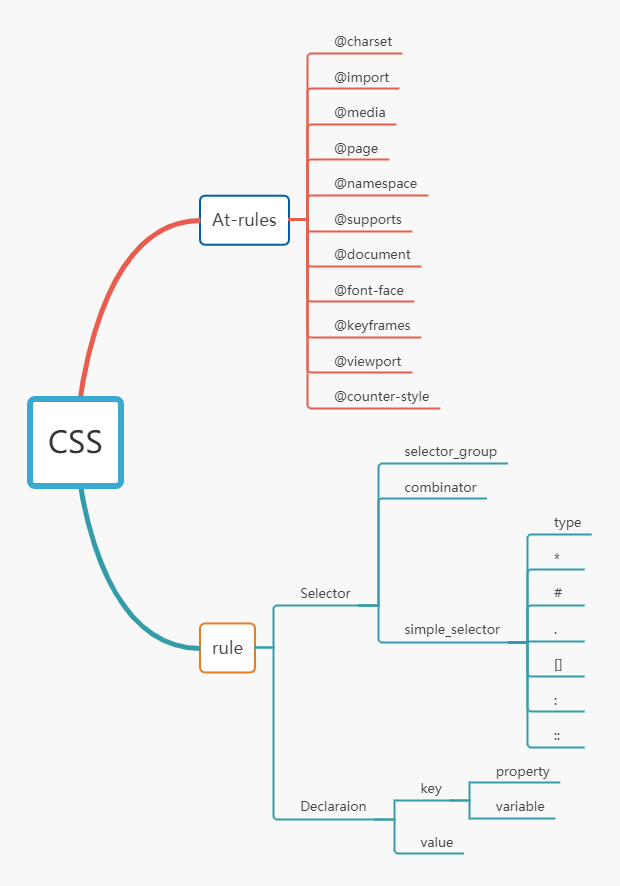 CSS
At-rules
@charset
@import
@media
@page
@namespace
@supports
@document
@font-face
@keyframes
@viewport
@counter-style
rule
Selector
selector_group
combinator
simple_selector
type
*
#
.
[]
:
::
Declaraion
key
property
variable
value